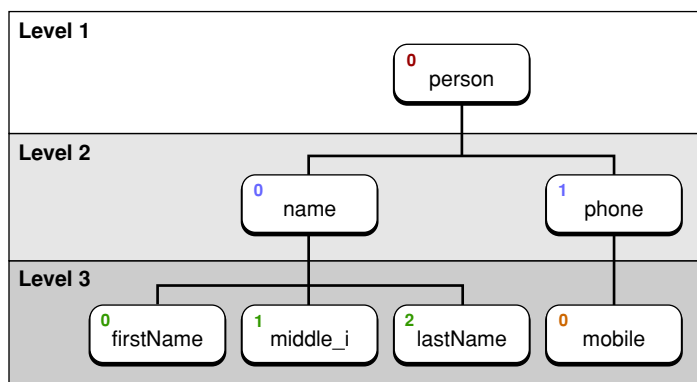 Level 1
0
person
Level 2
0
name
1
phone
Level 3
0
firstName
1
middle_i
2
lastName
0
mobile